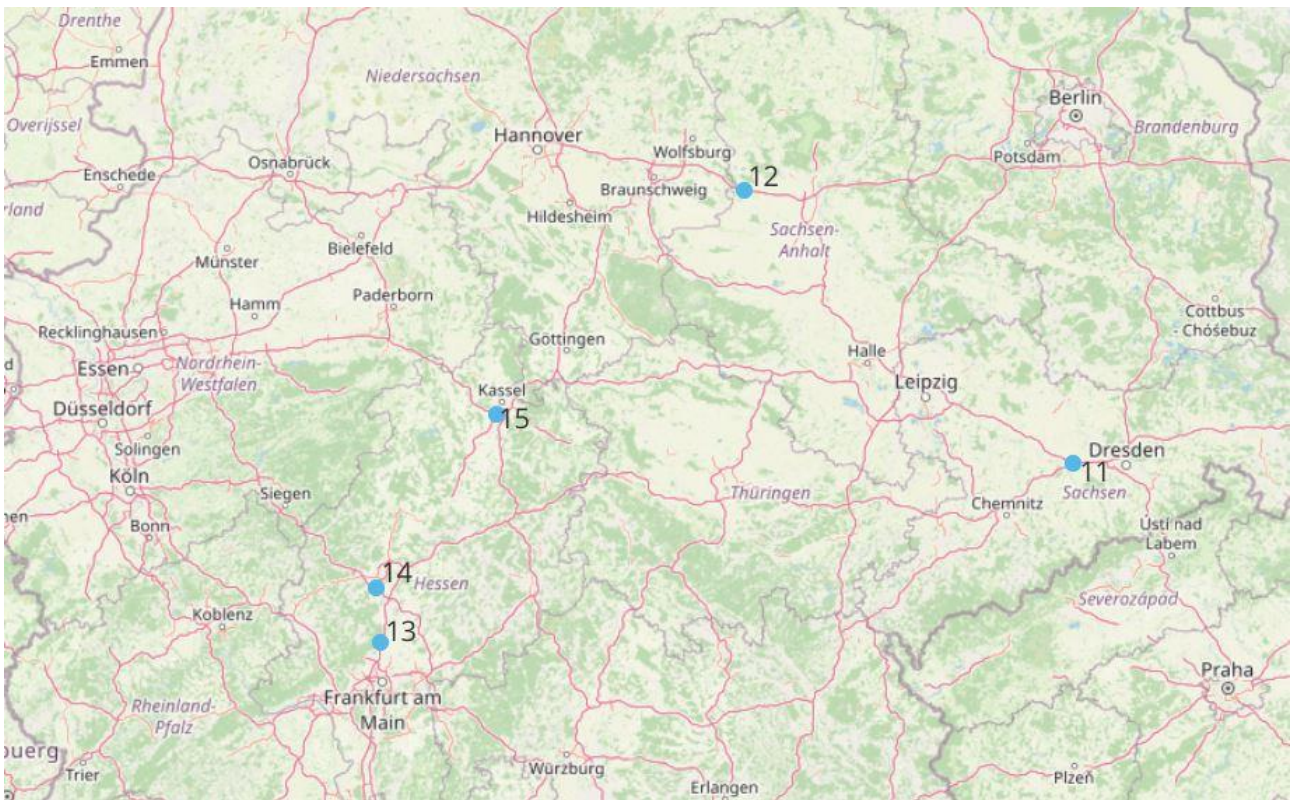 Drenthe
Emmen
Niedersachsen
Berlin
Overijssel
Hannover
Brandenburg
Wolfsburg
Osnabrück
Potsdam
Enschede
12
Braunschweig
rland
Hildesheim
Sachsen-
Anhalt
Bielefeld
Münster
Paderborn
Hamm
Cottbus
- Chóśebuz
Recklinghausen
Göttingen
Halle
Nordrhein-
Westfalen
d
Essen
Leipzig
Kassel
Düsseldorf
15
Solingen
Dresden
11
Köln
Sachsen
Siegen
Thüringen
Chemnitz
nen
Bonn
Ústí nad
Labem
14
Hessen
Severozápad
Koblenz
13
Praha
Frankfurt am
Main
Rheinland-
Pfalz
ouerg
Würzburg
Trier
Plzeň
Erlangen